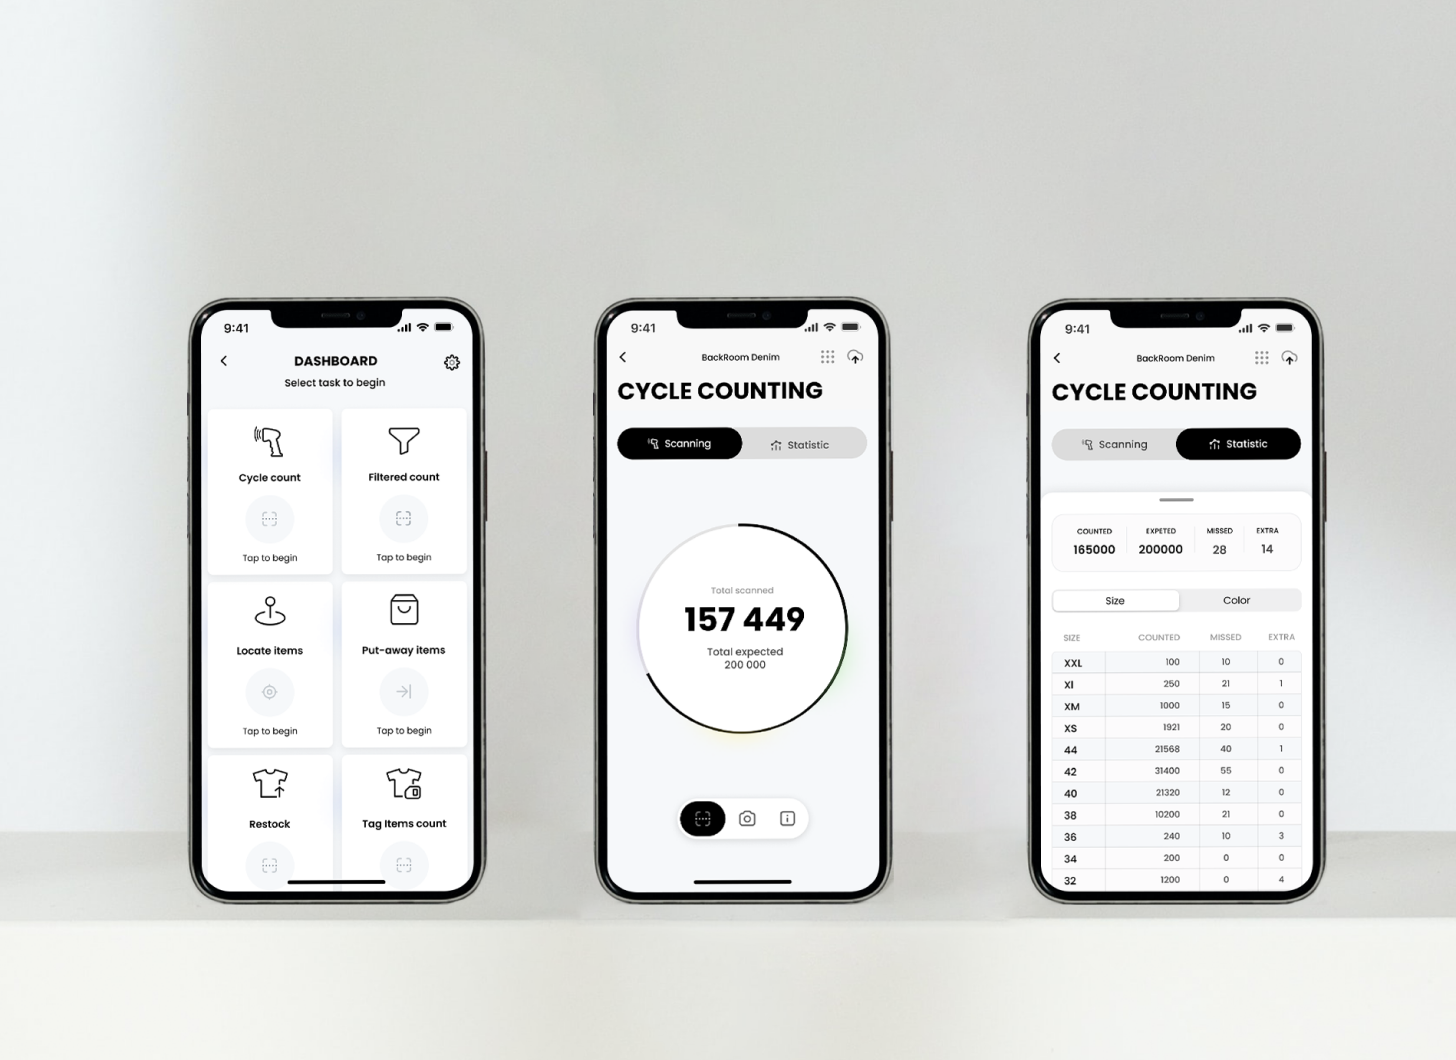 9:41
DASHBOARD
Select task to begin
Cycle count
Filtered count
Tap to begin
Tap to begin
Locate items
Put-away items
Tap to begin
Tap to begin
Restock
Tag Items count
9:41
BackRoom Denim
CYCLE COUNTING
Scanning
Statistic
Total scanned
157 449
Total expected
200 000
9:41
BackRoom Denim
CYCLE COUNTING
Scanning
Statistic
COUNTED EXPETED MISSED EXTRA
165000 200000 28 14
Size Color
SIZE COUNTED MISSED EXTRA
XXL 100 10 0
Xl 250 21 1
XM 1000 15 0
XS 1921 20 0
44 21568 40 1
42 31400 55 0
40 21320 12 0
38 10200 21 0
36 240 10 3
34 200 0 0
32 1200 0 4